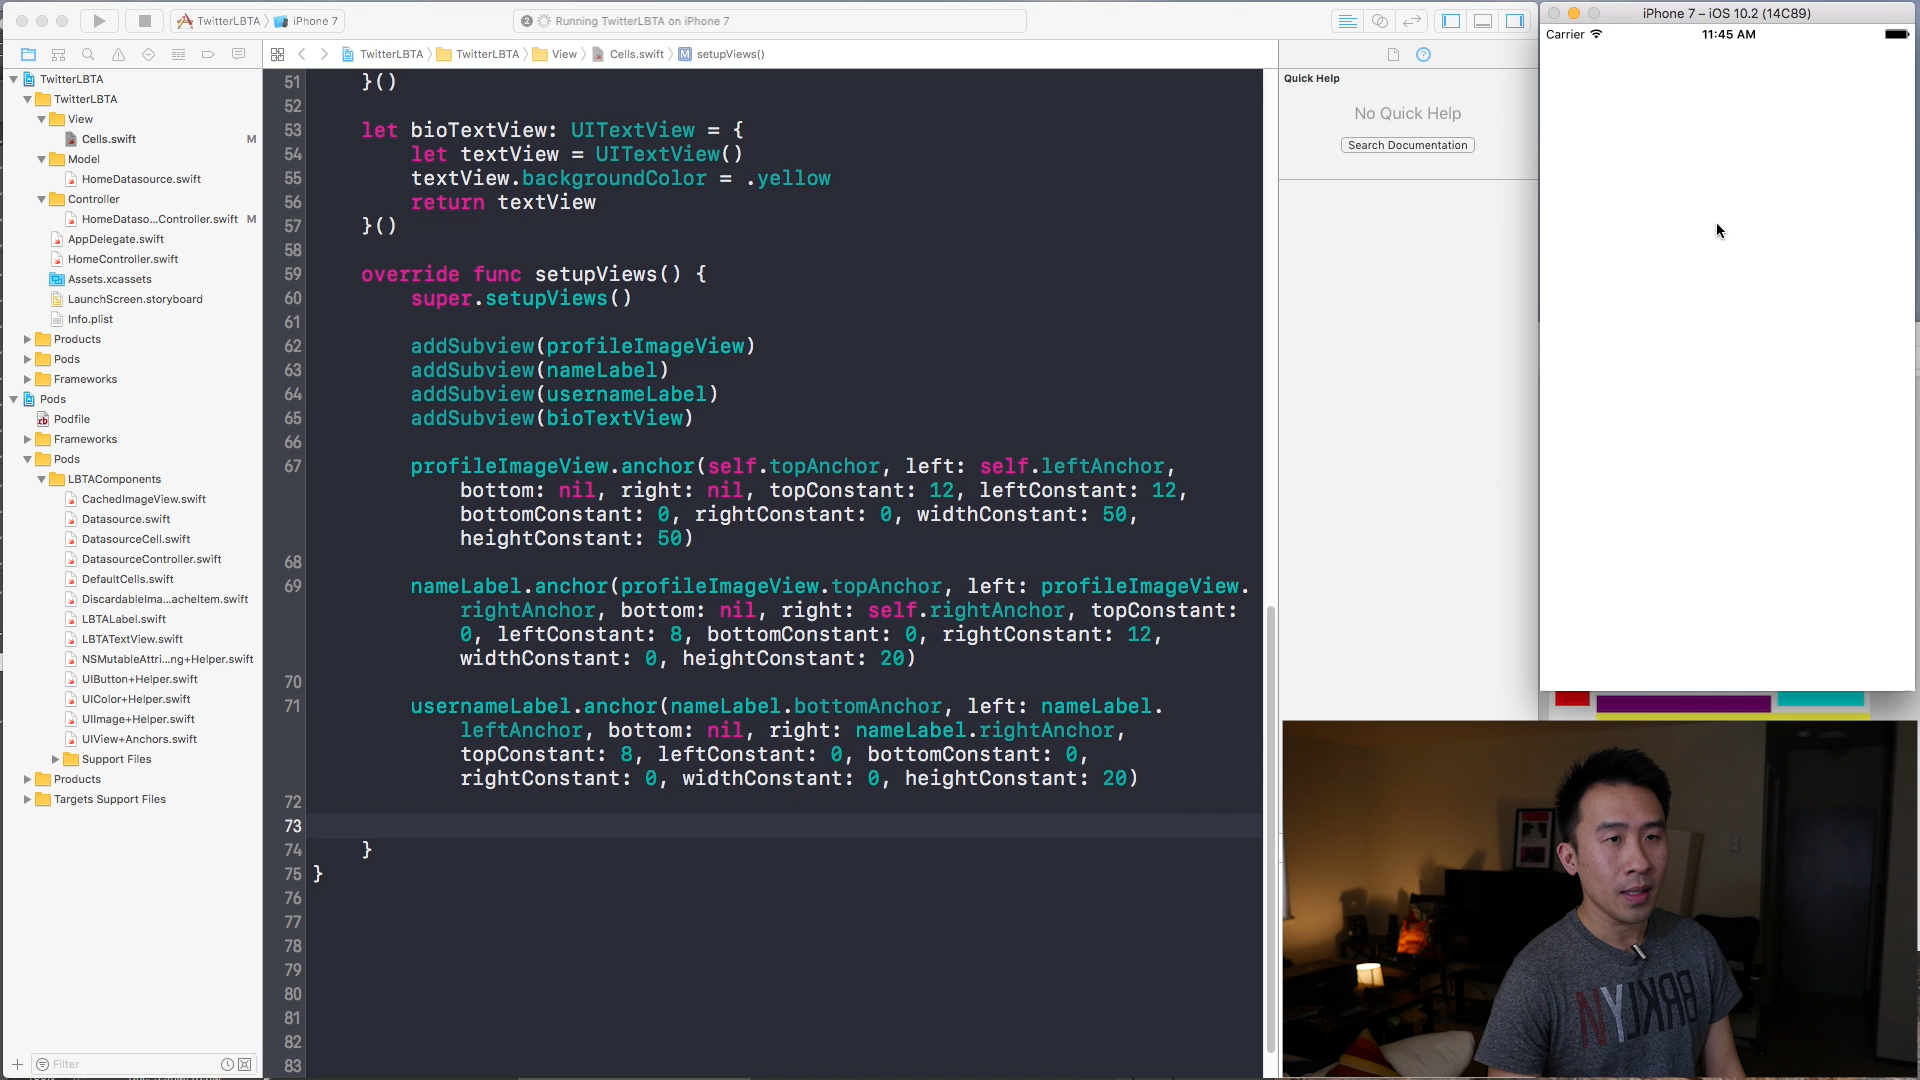 TwitterLBTA 〉 iPhone 7
2 Running TwitterLBTA on iPhone 7
TwitterLBTA 〉 TwitterLBTA 〉 View 〉 Cells.swift 〉 M setupViews()
TwitterLBTA
TwitterLBTA
View
Cells.swift M
Model
HomeDatasource.swift
Controller
HomeDataso...Controller.swift M
AppDelegate.swift
HomeController.swift
Assets.xcassets
LaunchScreen.storyboard
Info.plist
Products
Pods
Frameworks
Pods
Podfile
Frameworks
Pods
LBTAComponents
CachedImageView.swift
Datasource.swift
DatasourceCell.swift
DatasourceController.swift
DefaultCells.swift
DiscardableIma...acheItem.swift
LBTALabel.swift
LBTATextView.swift
NSMutableAttri...ng+Helper.swift
UIButton+Helper.swift
UIColor+Helper.swift
UIImage+Helper.swift
UIView+Anchors.swift
Support Files
Products
Targets Support Files
Filter
51 }()
52
53 let bioTextView: UITextView = {
54 let textView = UITextView()
55 textView.backgroundColor = .yellow
56 return textView
57 }()
58
59 override func setupViews() {
60 super.setupViews()
61
62 addSubview(profileImageView)
63 addSubview(nameLabel)
64 addSubview(usernameLabel)
65 addSubview(bioTextView)
66
67 profileImageView.anchor(self.topAnchor, left: self.leftAnchor,
bottom: nil, right: nil, topConstant: 12, leftConstant: 12,
bottomConstant: 0, rightConstant: 0, widthConstant: 50,
heightConstant: 50)
68
69 nameLabel.anchor(profileImageView.topAnchor, left: profileImageView.
rightAnchor, bottom: nil, right: self.rightAnchor, topConstant:
0, leftConstant: 8, bottomConstant: 0, rightConstant: 12,
widthConstant: 0, heightConstant: 20)
70
71 usernameLabel.anchor(nameLabel.bottomAnchor, left: nameLabel.
leftAnchor, bottom: nil, right: nameLabel.rightAnchor,
topConstant: 8, leftConstant: 0, bottomConstant: 0,
rightConstant: 0, widthConstant: 0, heightConstant: 20)
72
73
74 }
75 }
76
77
78
79
80
81
82
83
Quick Help
No Quick Help
Search Documentation
iPhone 7 – iOS 10.2 (14C89)
Carrier 11:45 AM
BRKLYN